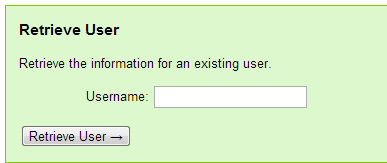 Retrieve User
Retrieve the information for an existing user.
Username:
Retrieve User →